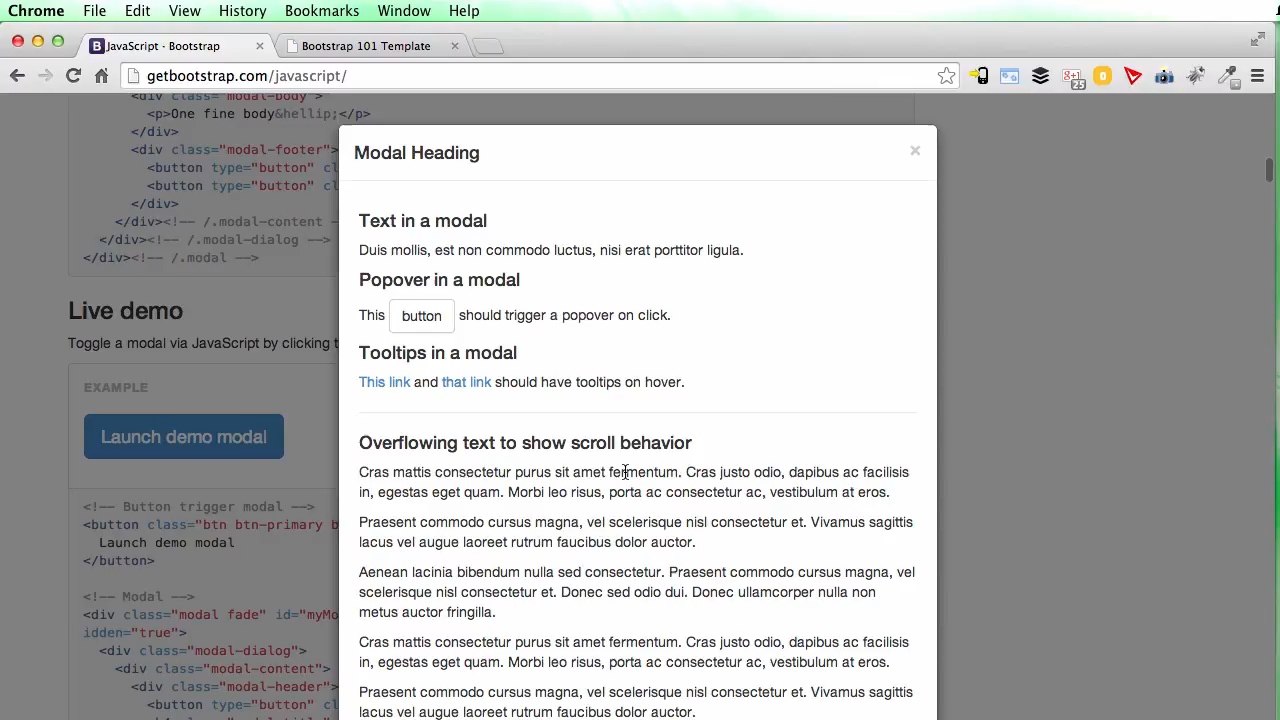 Chrome File Edit View History Bookmarks Window Help
JavaScript · Bootstrap × Bootstrap 101 Template ×
getbootstrap.com/javascript/
25
<div class="modal-body">
<p>One fine body&hellip;</p>
</div>
<div class="modal-footer">
<button type="button" cl
<button type="button" cl
</div>
</div><!-- /.modal-content
</div><!-- /.modal-dialog -->
</div><!-- /.modal -->
Live demo
Toggle a modal via JavaScript by clicking t
EXAMPLE
Launch demo modal
<!-- Button trigger modal -->
<button class="btn btn-primary b
Launch demo modal
</button>
<!-- Modal -->
<div class="modal fade" id="myMo
idden="true">
<div class="modal-dialog">
<div class="modal-content">
<div class="modal-header">
<button type="button" cl
Modal Heading ×
Text in a modal
Duis mollis, est non commodo luctus, nisi erat porttitor ligula.
Popover in a modal
This button should trigger a popover on click.
Tooltips in a modal
This link and that link should have tooltips on hover.
Overflowing text to show scroll behavior
Cras mattis consectetur purus sit amet fermentum. Cras justo odio, dapibus ac facilisis
in, egestas eget quam. Morbi leo risus, porta ac consectetur ac, vestibulum at eros.
Praesent commodo cursus magna, vel scelerisque nisl consectetur et. Vivamus sagittis
lacus vel augue laoreet rutrum faucibus dolor auctor.
Aenean lacinia bibendum nulla sed consectetur. Praesent commodo cursus magna, vel
scelerisque nisl consectetur et. Donec sed odio dui. Donec ullamcorper nulla non
metus auctor fringilla.
Cras mattis consectetur purus sit amet fermentum. Cras justo odio, dapibus ac facilisis
in, egestas eget quam. Morbi leo risus, porta ac consectetur ac, vestibulum at eros.
Praesent commodo cursus magna, vel scelerisque nisl consectetur et. Vivamus sagittis
lacus vel augue laoreet rutrum faucibus dolor auctor.